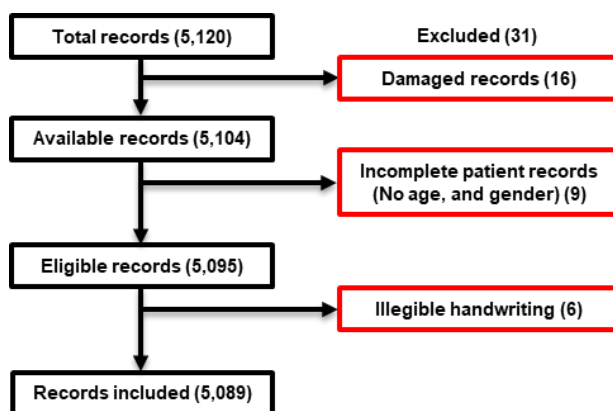 Total records (5,120)
Excluded (31)
Damaged records (16)
Available records (5,104)
Incomplete patient records
(No age, and gender) (9)
Eligible records (5,095)
Illegible handwriting (6)
Records included (5,089)